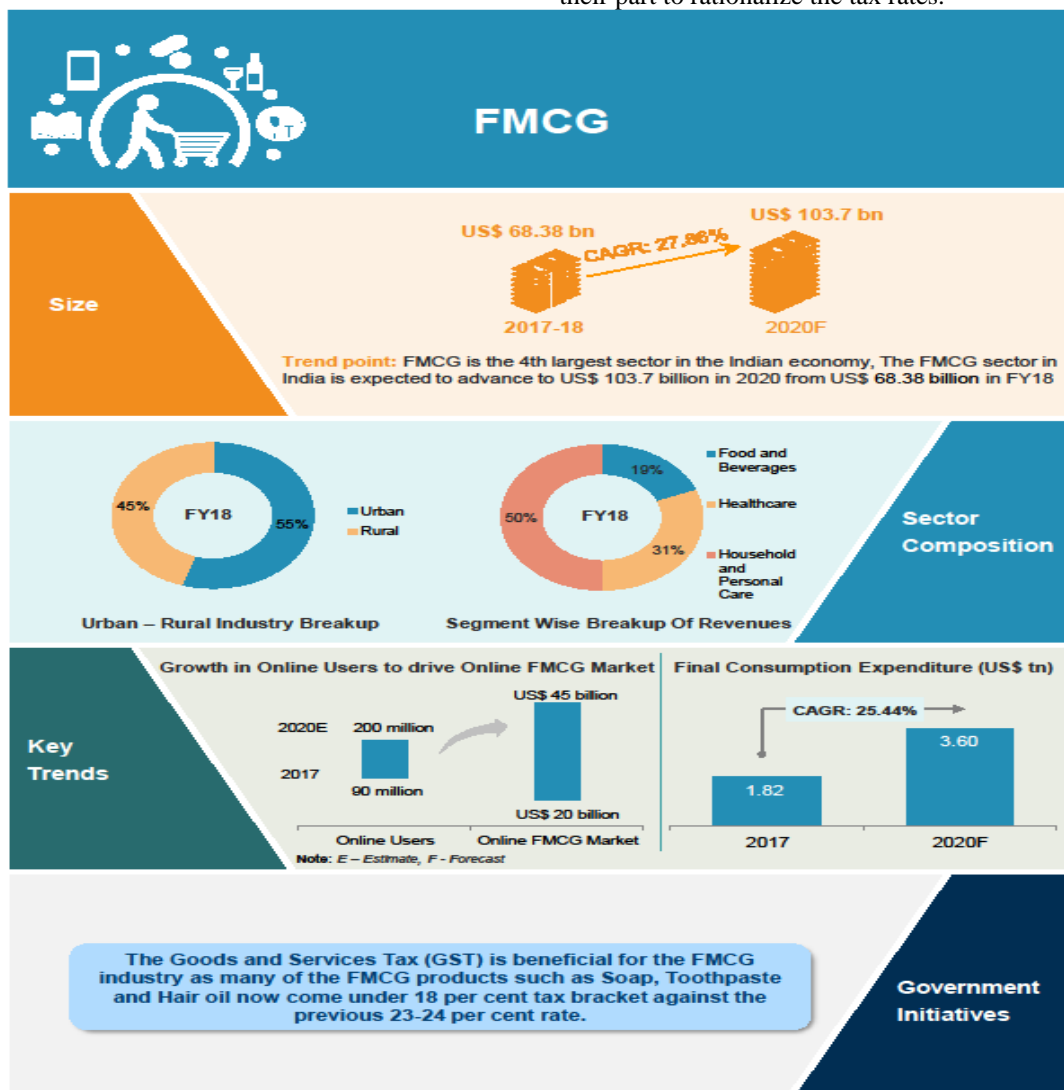 their part to rationalize the tax rates.
FMCG
Size
US$ 68.38 bn
CAGR: 27.86%
US$ 103.7 bn
2017-18
2020F
Trend point: FMCG is the 4th largest sector in the Indian economy, The FMCG sector in
India is expected to advance to US$ 103.7 billion in 2020 from US$ 68.38 billion in FY18
45%
FY18
55%
Urban
Rural
Urban – Rural Industry Breakup
19%
50%
FY18
31%
Food and
Beverages
Healthcare
Household
and
Personal
Care
Segment Wise Breakup Of Revenues
Sector
Composition
Key
Trends
Growth in Online Users to drive Online FMCG Market
US$ 45 billion
2020E
200 million
2017
90 million
US$ 20 billion
Online Users
Online FMCG Market
Note: E – Estimate, F - Forecast
Final Consumption Expenditure (US$ tn)
CAGR: 25.44%
1.82
3.60
2017
2020F
The Goods and Services Tax (GST) is beneficial for the FMCG
industry as many of the FMCG products such as Soap, Toothpaste
and Hair oil now come under 18 per cent tax bracket against the
previous 23-24 per cent rate.
Government
Initiatives